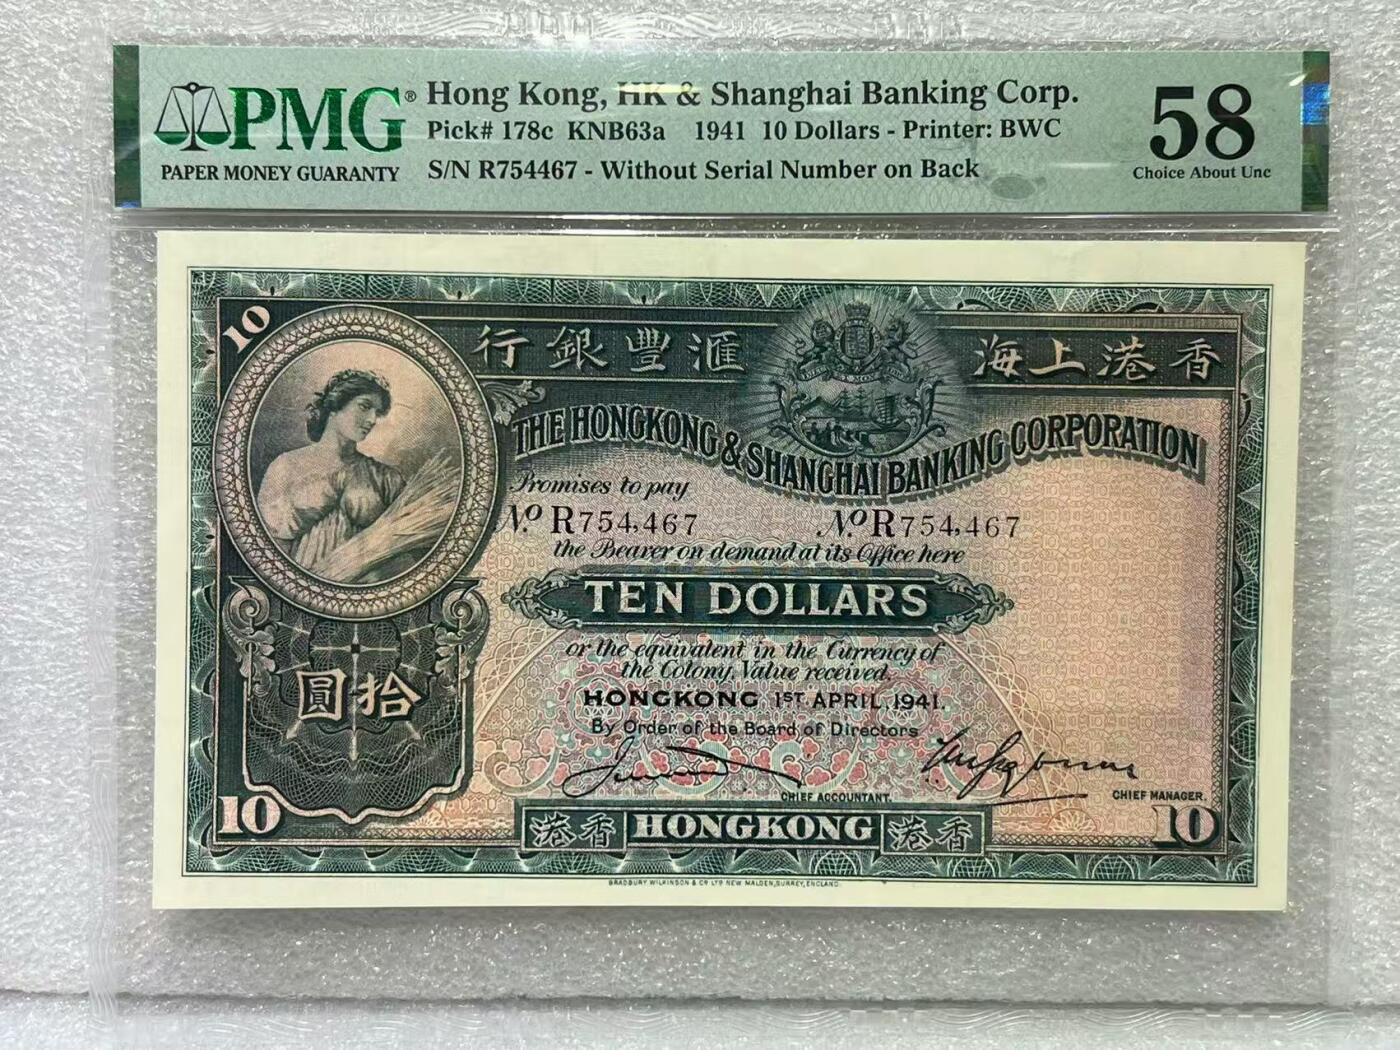 PMG®
PAPER MONEY GUARANTY
Hong Kong, HK & Shanghai Banking Corp.
Pick# 178c KNB63a 1941 10 Dollars - Printer: BWC
S/N R754467 - Without Serial Number on Back
58
Choice About Unc
10
行銀豐滙 海上港香
THE HONGKONG & SHANGHAI BANKING CORPORATION
Promises to pay
No. R754,467 No. R754,467
the Bearer on demand at its Office here
TEN DOLLARS
or the equivalent in the Currency of
the Colony, Value received.
圓拾
HONGKONG 1ST APRIL, 1941.
By Order of the Board of Directors
CHIEF ACCOUNTANT.
CHIEF MANAGER.
10 港香 HONGKONG 港香 10
BRADBURY WILKINSON & CO LTD NEW MALDEN, SURREY, ENGLAND.